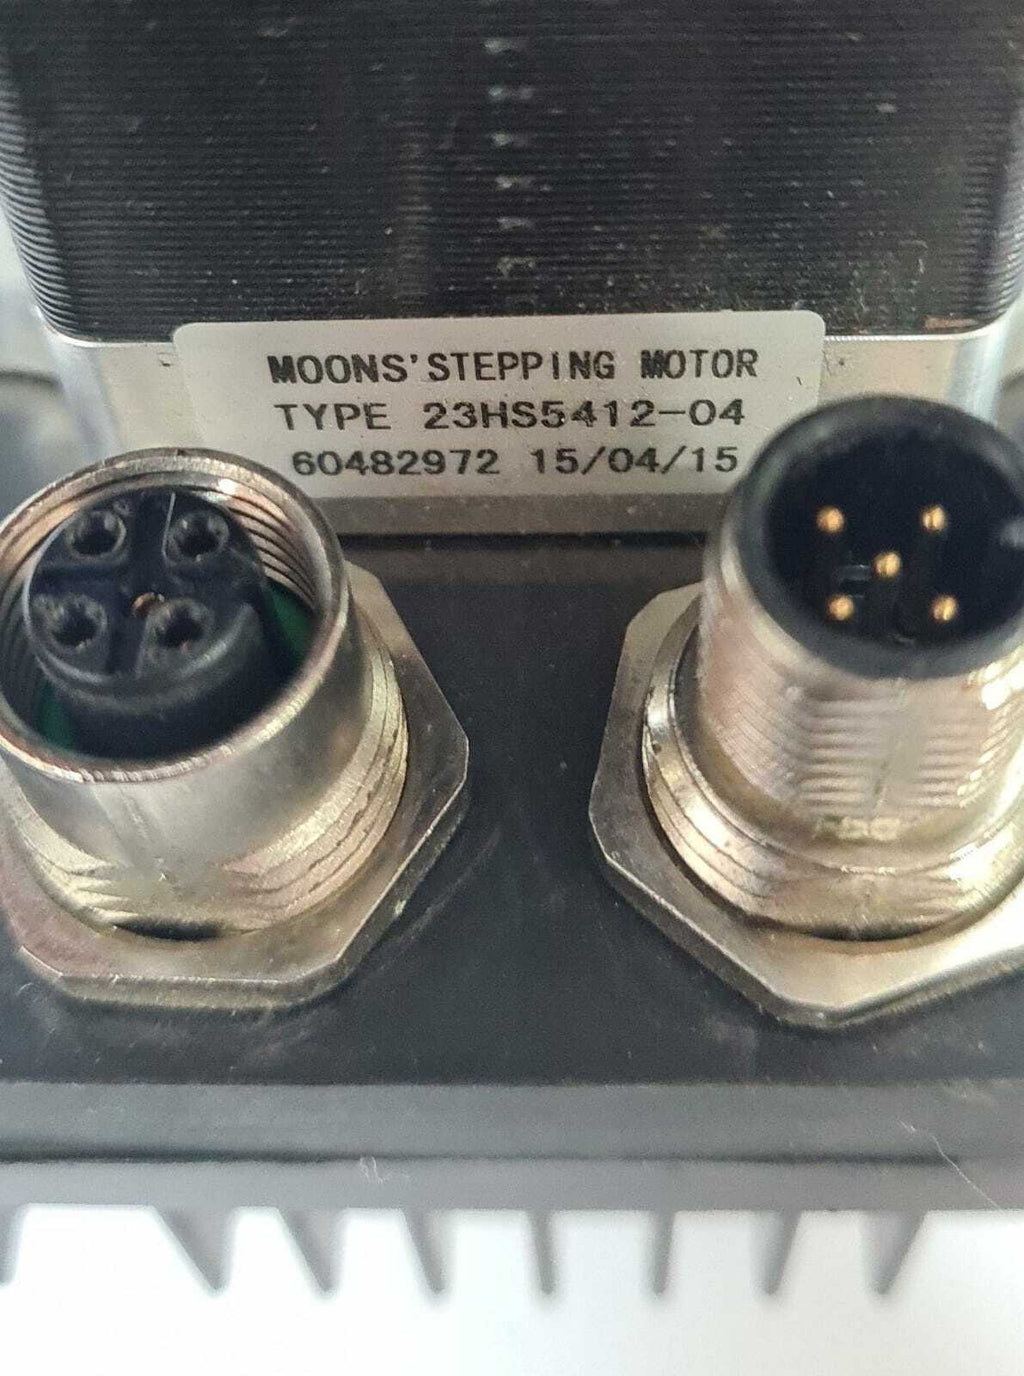 MOONS'STEPPING MOTOR
TYPE 23HS5412-04
60482972 15/04/15